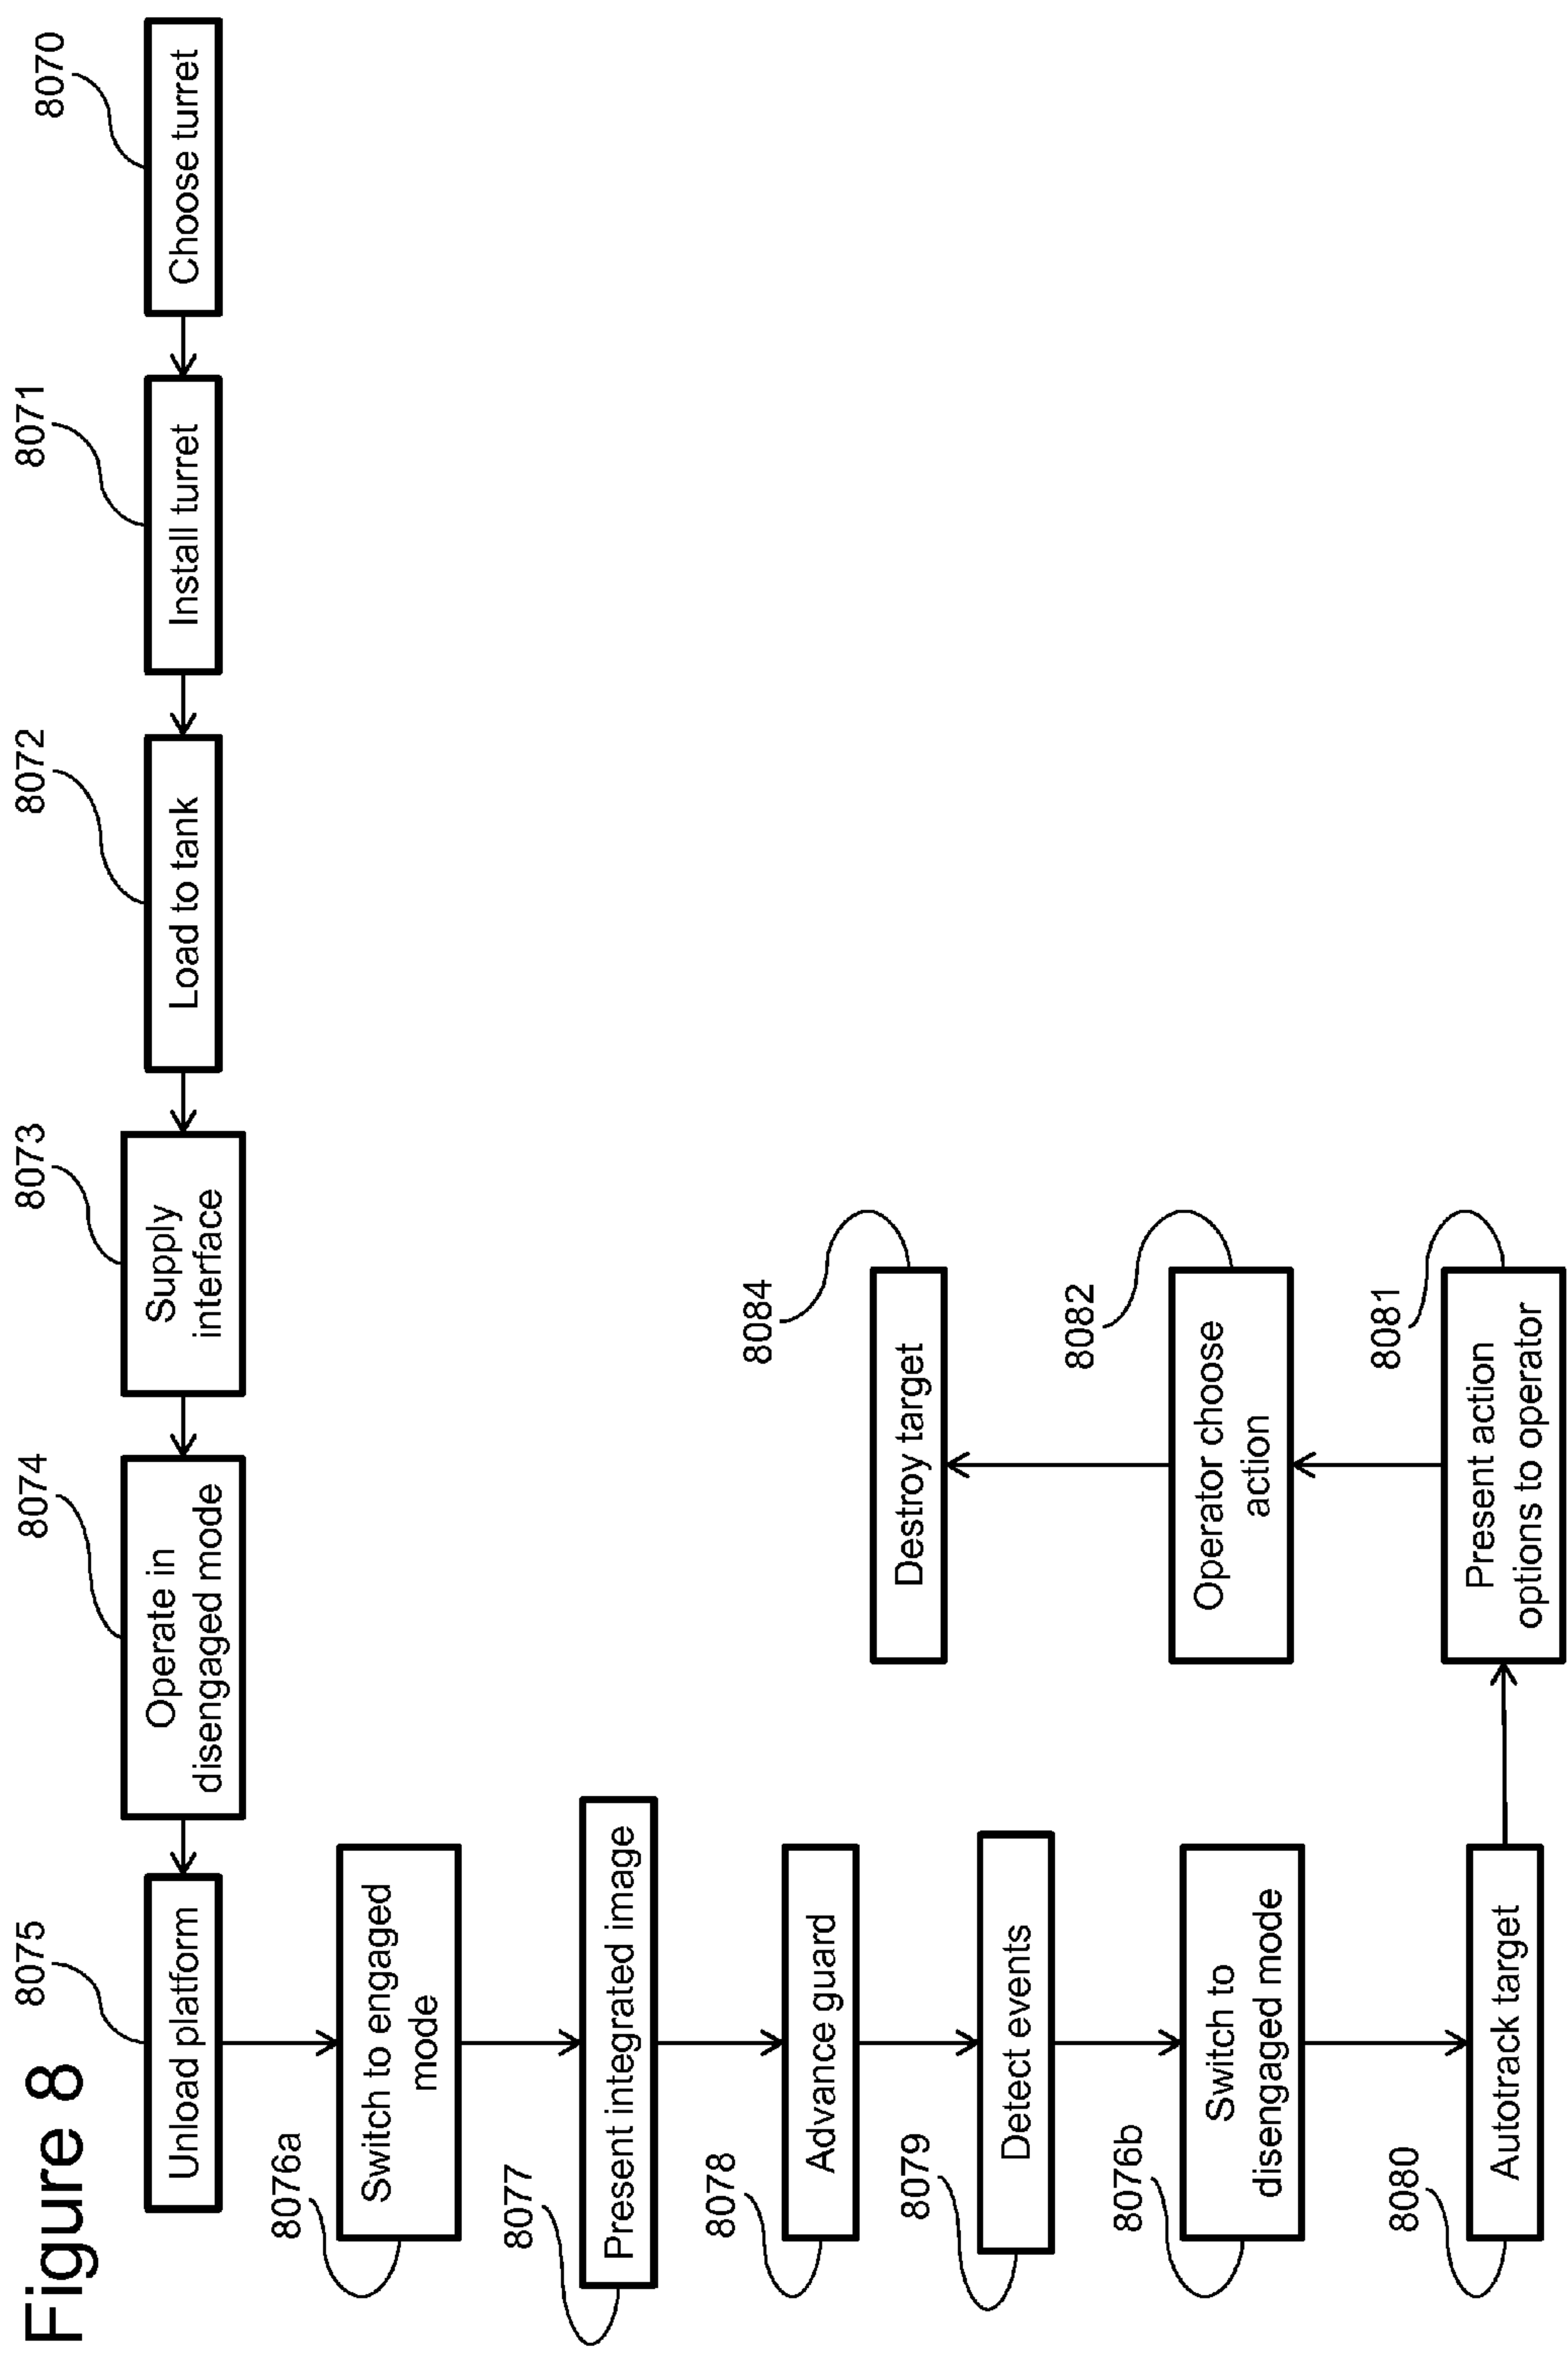 Figure 8
8070
Choose turret
8071
Install turret
8072
Load to tank
8073
Supply
interface
8074
Operate in
disengaged mode
8075
Unload platform
8076a
Switch to engaged
mode
8077
Present integrated image
8078
Advance guard
8079
Detect events
8076b
Switch to
disengaged mode
8080
Autotrack target
8081
Present action
options to operator
8082
Operator choose
action
8084
Destroy target